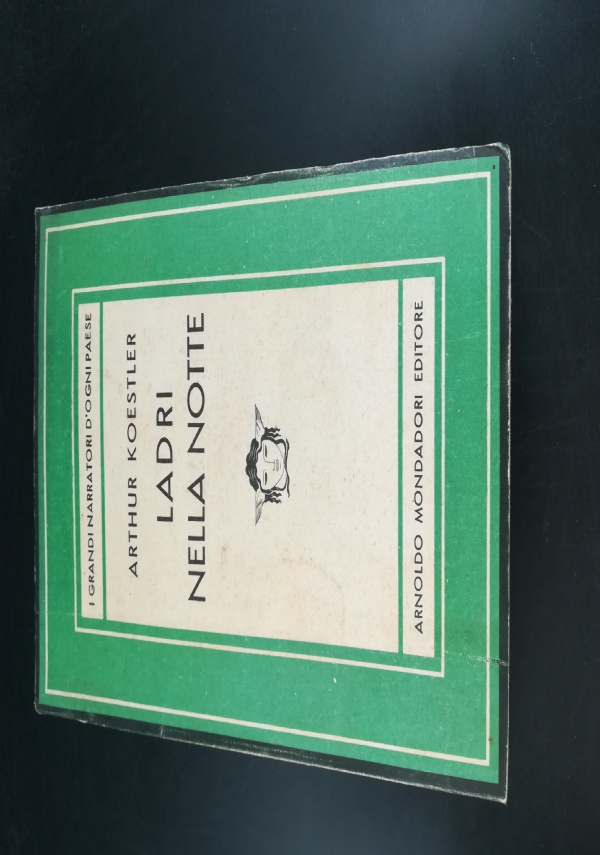 I GRANDI NARRATORI D'OGNI PAESE
ARTHUR KOESTLER
LADRI
NELLA NOTTE
ARNOLDO MONDADORI EDITORE